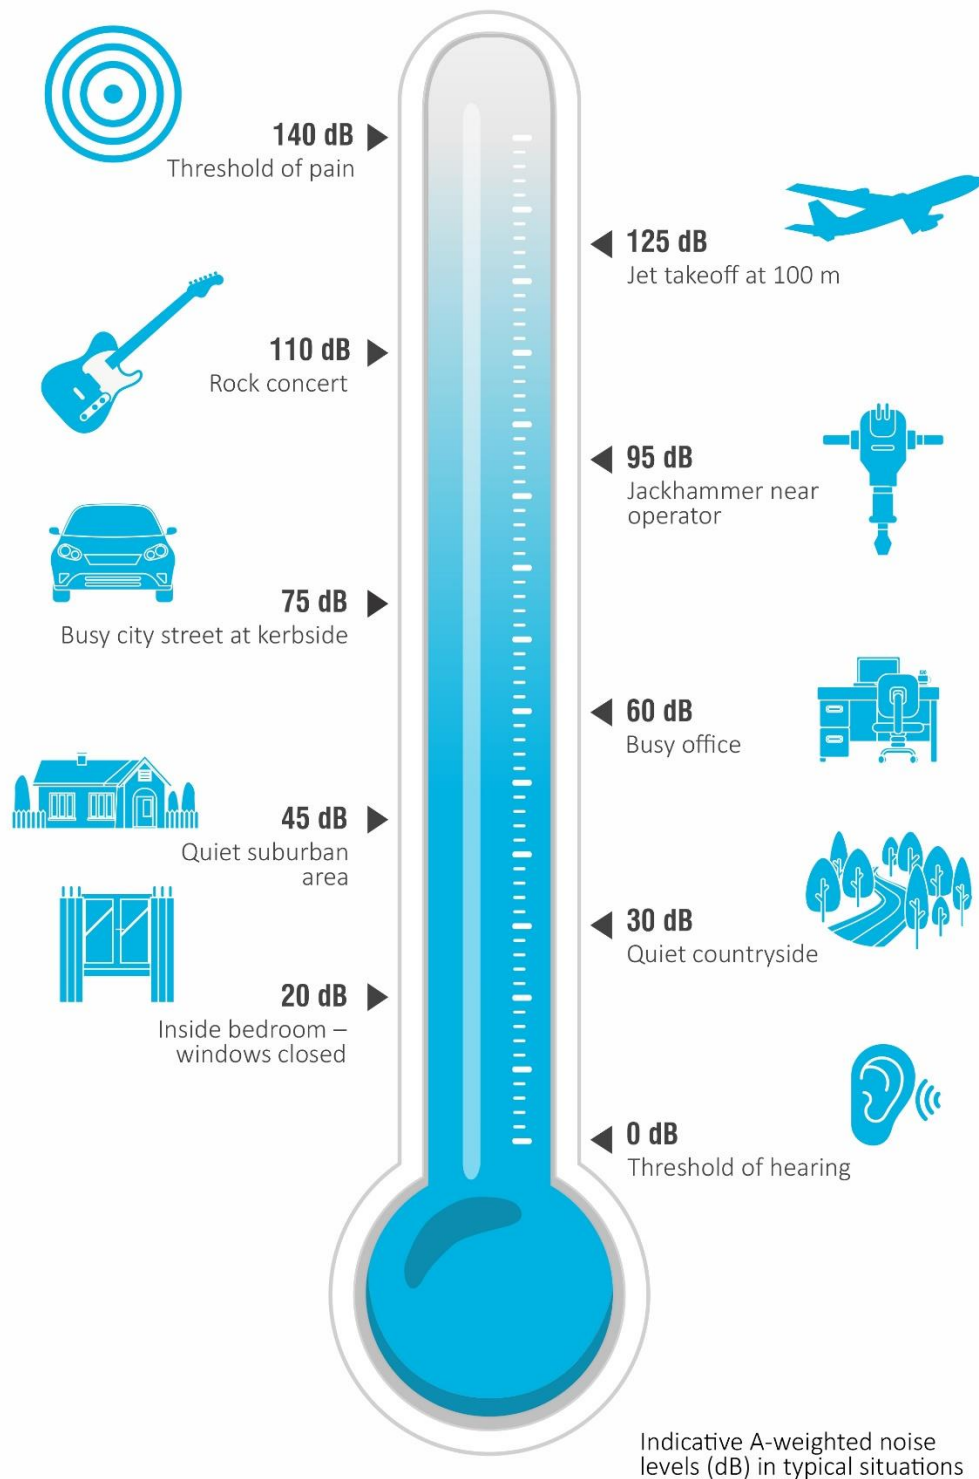 140 dB
Threshold of pain
125 dB
Jet takeoff at 100 m
110 dB
Rock concert
95 dB
Jackhammer near
operator
75 dB
Busy city street at kerbside
60 dB
Busy office
45 dB
Quiet suburban
area
30 dB
Quiet countryside
20 dB
Inside bedroom –
windows closed
0 dB
Threshold of hearing
Indicative A-weighted noise
levels (dB) in typical situations